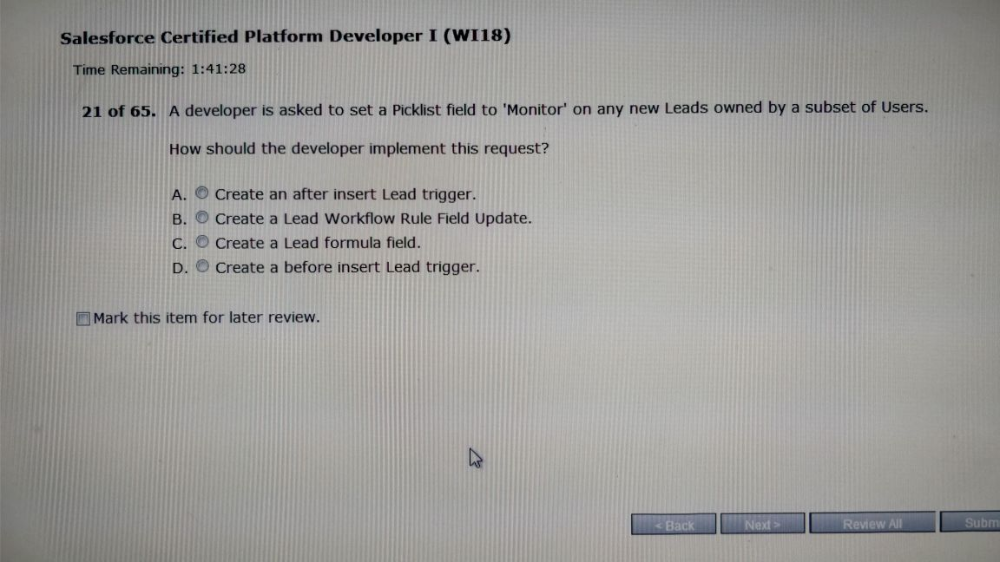 Salesforce Certified Platform Developer I (WI18)
Time Remaining: 1:41:28
21 of 65. A developer is asked to set a Picklist field to 'Monitor' on any new Leads owned by a subset of Users.
How should the developer implement this request?
A. Create an after insert Lead trigger.
B. Create a Lead Workflow Rule Field Update.
C. Create a Lead formula field.
D. Create a before insert Lead trigger.
Mark this item for later review.
< Back Next > Review All Subm